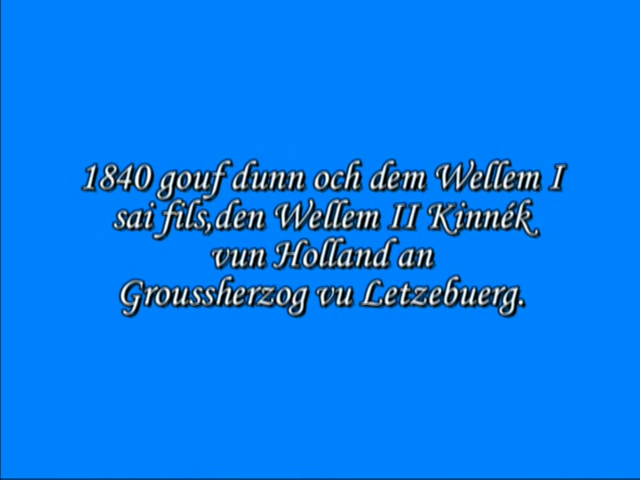 1840 gouf dunn och dem Wellem I
sai fils,den Wellem II Kinnék
vun Holland an
Groussherzog vu Letzebuerg.